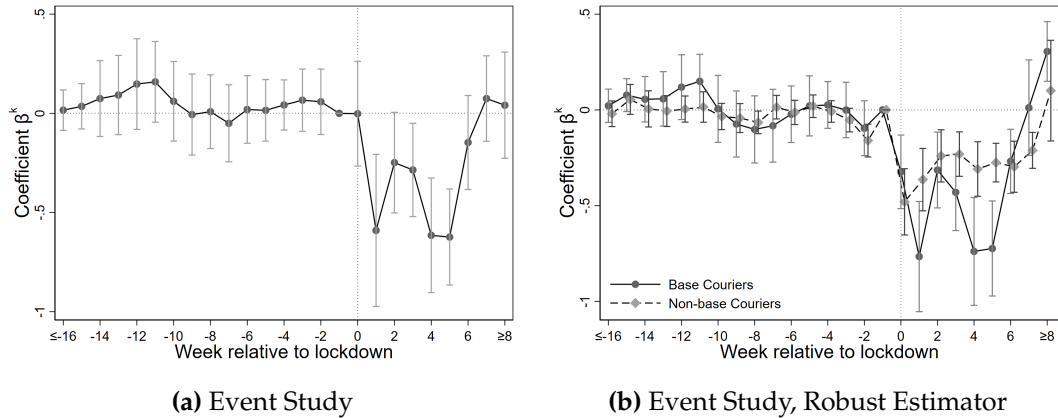 .5
0
-.5
-1
Coefficient βᵏ
≤-16 -14 -12 -10 -8 -6 -4 -2 0 2 4 6 ≥8
Week relative to lockdown
(a) Event Study
.5
0
-.5
-1
Coefficient βᵏ
Base Couriers
Non-base Couriers
≤-16 -14 -12 -10 -8 -6 -4 -2 0 2 4 6 ≥8
Week relative to lockdown
(b) Event Study, Robust Estimator